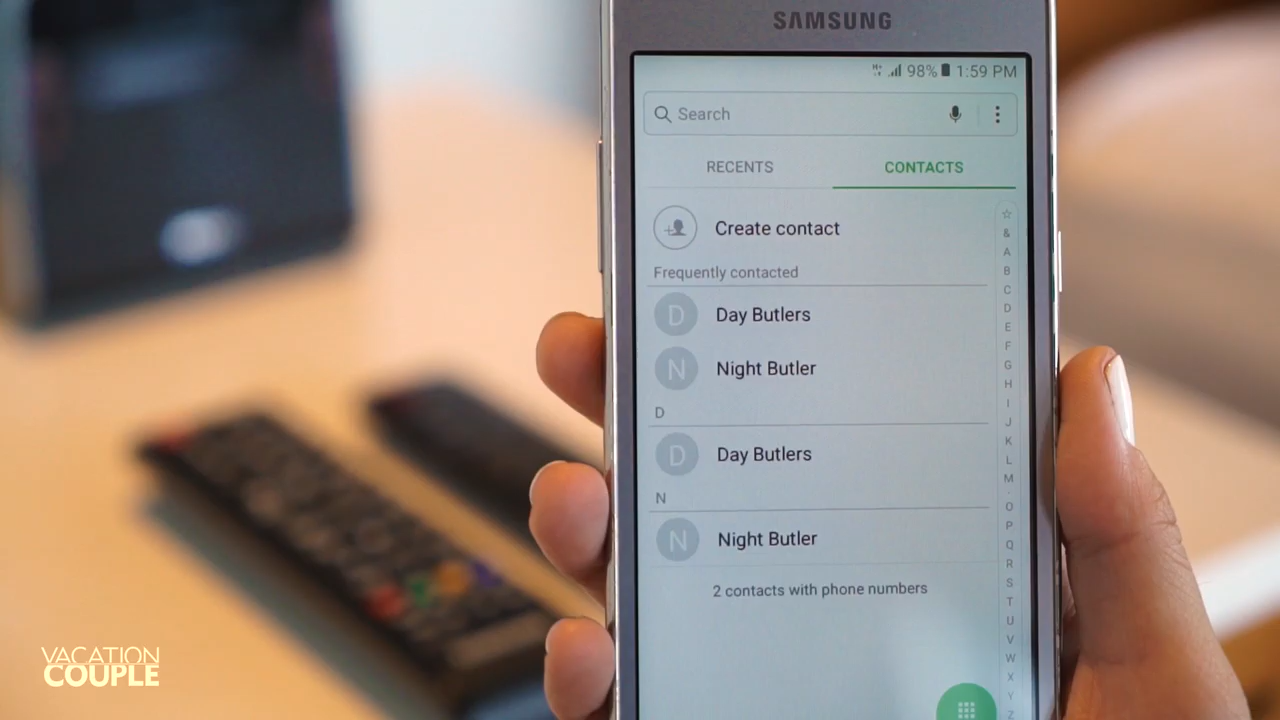 SAMSUNG
98% 1:59 PM
Search
RECENTS CONTACTS
Create contact
Frequently contacted
D Day Butlers
N Night Butler
D
D Day Butlers
N
N Night Butler
2 contacts with phone numbers
&
A
B
C
D
E
F
G
H
I
J
K
L
M
O
P
Q
R
S
T
U
V
W
X
Y
Z
VACATION
COUPLE